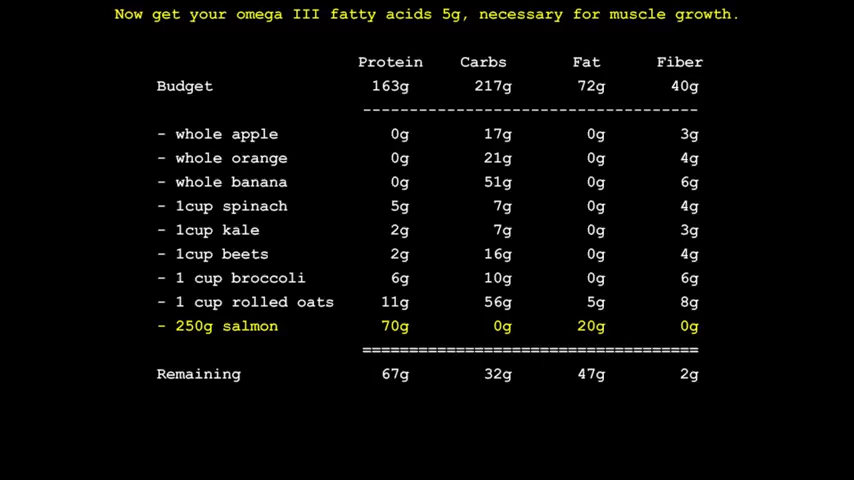 Now get your omega III fatty acids 5g, necessary for muscle growth.
Protein Carbs Fat Fiber
Budget 163g 217g 72g 40g
------------------------------------
- whole apple 0g 17g 0g 3g
- whole orange 0g 21g 0g 4g
- whole banana 0g 51g 0g 6g
- 1cup spinach 5g 7g 0g 4g
- 1cup kale 2g 7g 0g 3g
- 1cup beets 2g 16g 0g 4g
- 1 cup broccoli 6g 10g 0g 6g
- 1 cup rolled oats 11g 56g 5g 8g
- 250g salmon 70g 0g 20g 0g
====================================
Remaining 67g 32g 47g 2g